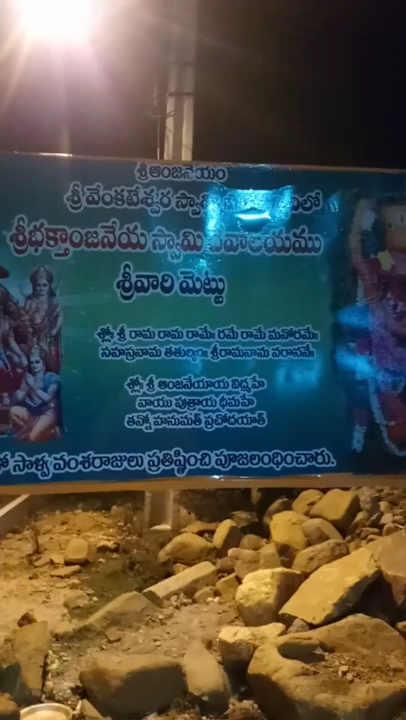 శ్రీ ఆంజనేయం
శ్రీ వేంకటేశ్వర
శ్రీభక్తాంజనేయ స్వామి దేవాలయము
శ్రీవారి మెట్టు
శ్లో॥ శ్రీ రామ రామ రామే॥ రమే రామే మనోరమే॥
సహస్రనామ తతుర్యం॥ శ్రీరామనామ వరాననే॥
శ్లో॥ శ్రీ ఆంజనేయాయ విద్మహే
వాయు పుత్రాయ ధీమహే
తన్నో హనుమత్ ప్రచోదయాత్
సాళ్వ వంశరాజులు ప్రతిష్ఠించి పూజలందించారు.